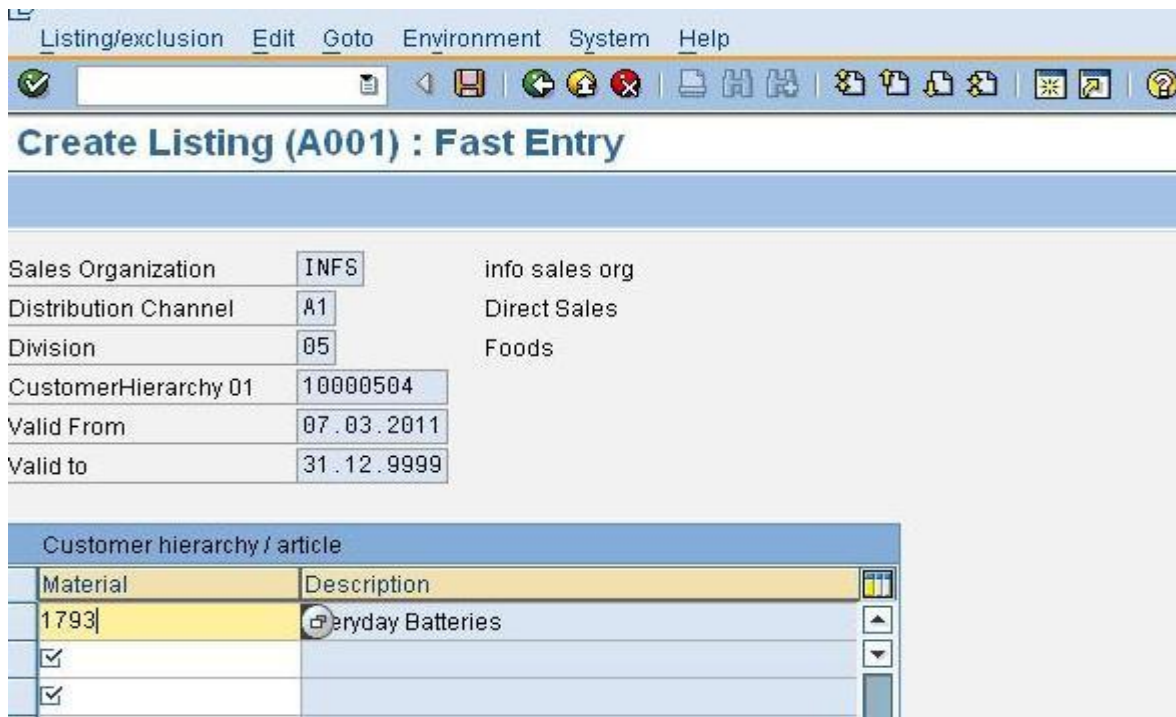 Listing/exclusion Edit Goto Environment System Help
Create Listing (A001) : Fast Entry
Sales Organization INFS info sales org
Distribution Channel A1 Direct Sales
Division 05 Foods
CustomerHierarchy 01 10000504
Valid From 07.03.2011
Valid to 31.12.9999
Customer hierarchy / article
Material Description
1793 eryday Batteries